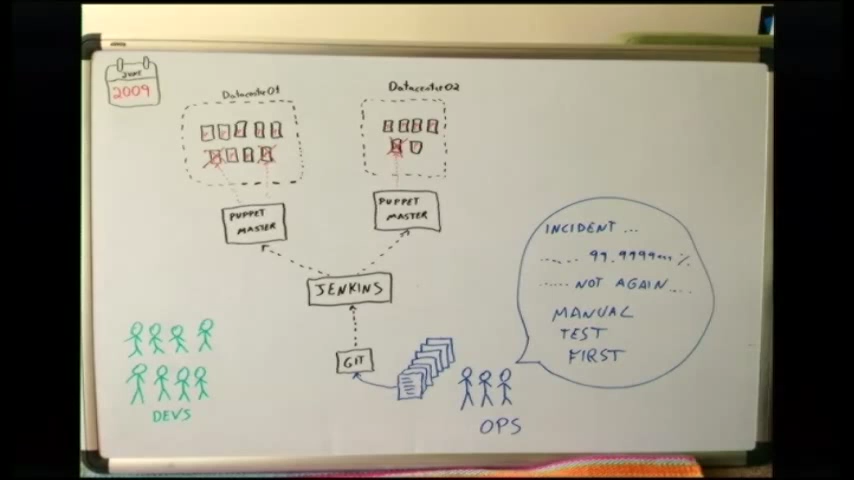 JUNE
2009
Datacenter01
Datacenter02
PUPPET
MASTER
PUPPET
MASTER
JENKINS
GIT
DEVS
OPS
INCIDENT ...
...... 99.9999... %
...... NOT AGAIN....
MANUAL
TEST
FIRST